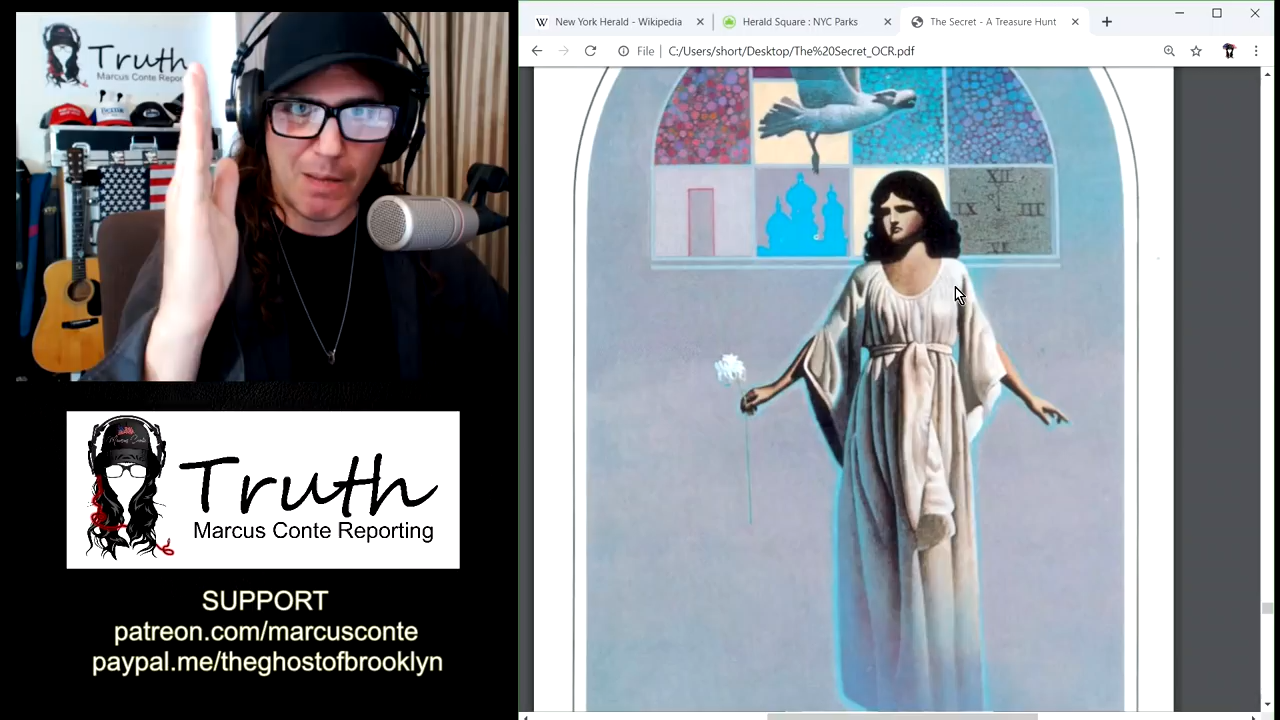 Truth
Marcus Conte Reporting
New York Herald - Wikipedia
Herald Square : NYC Parks
The Secret - A Treasure Hunt
File
C:/Users/short/Desktop/The%20Secret_OCR.pdf
XII
IX
III
VI
Truth
Marcus Conte Reporting
SUPPORT
patreon.com/marcusconte
paypal.me/theghostofbrooklyn